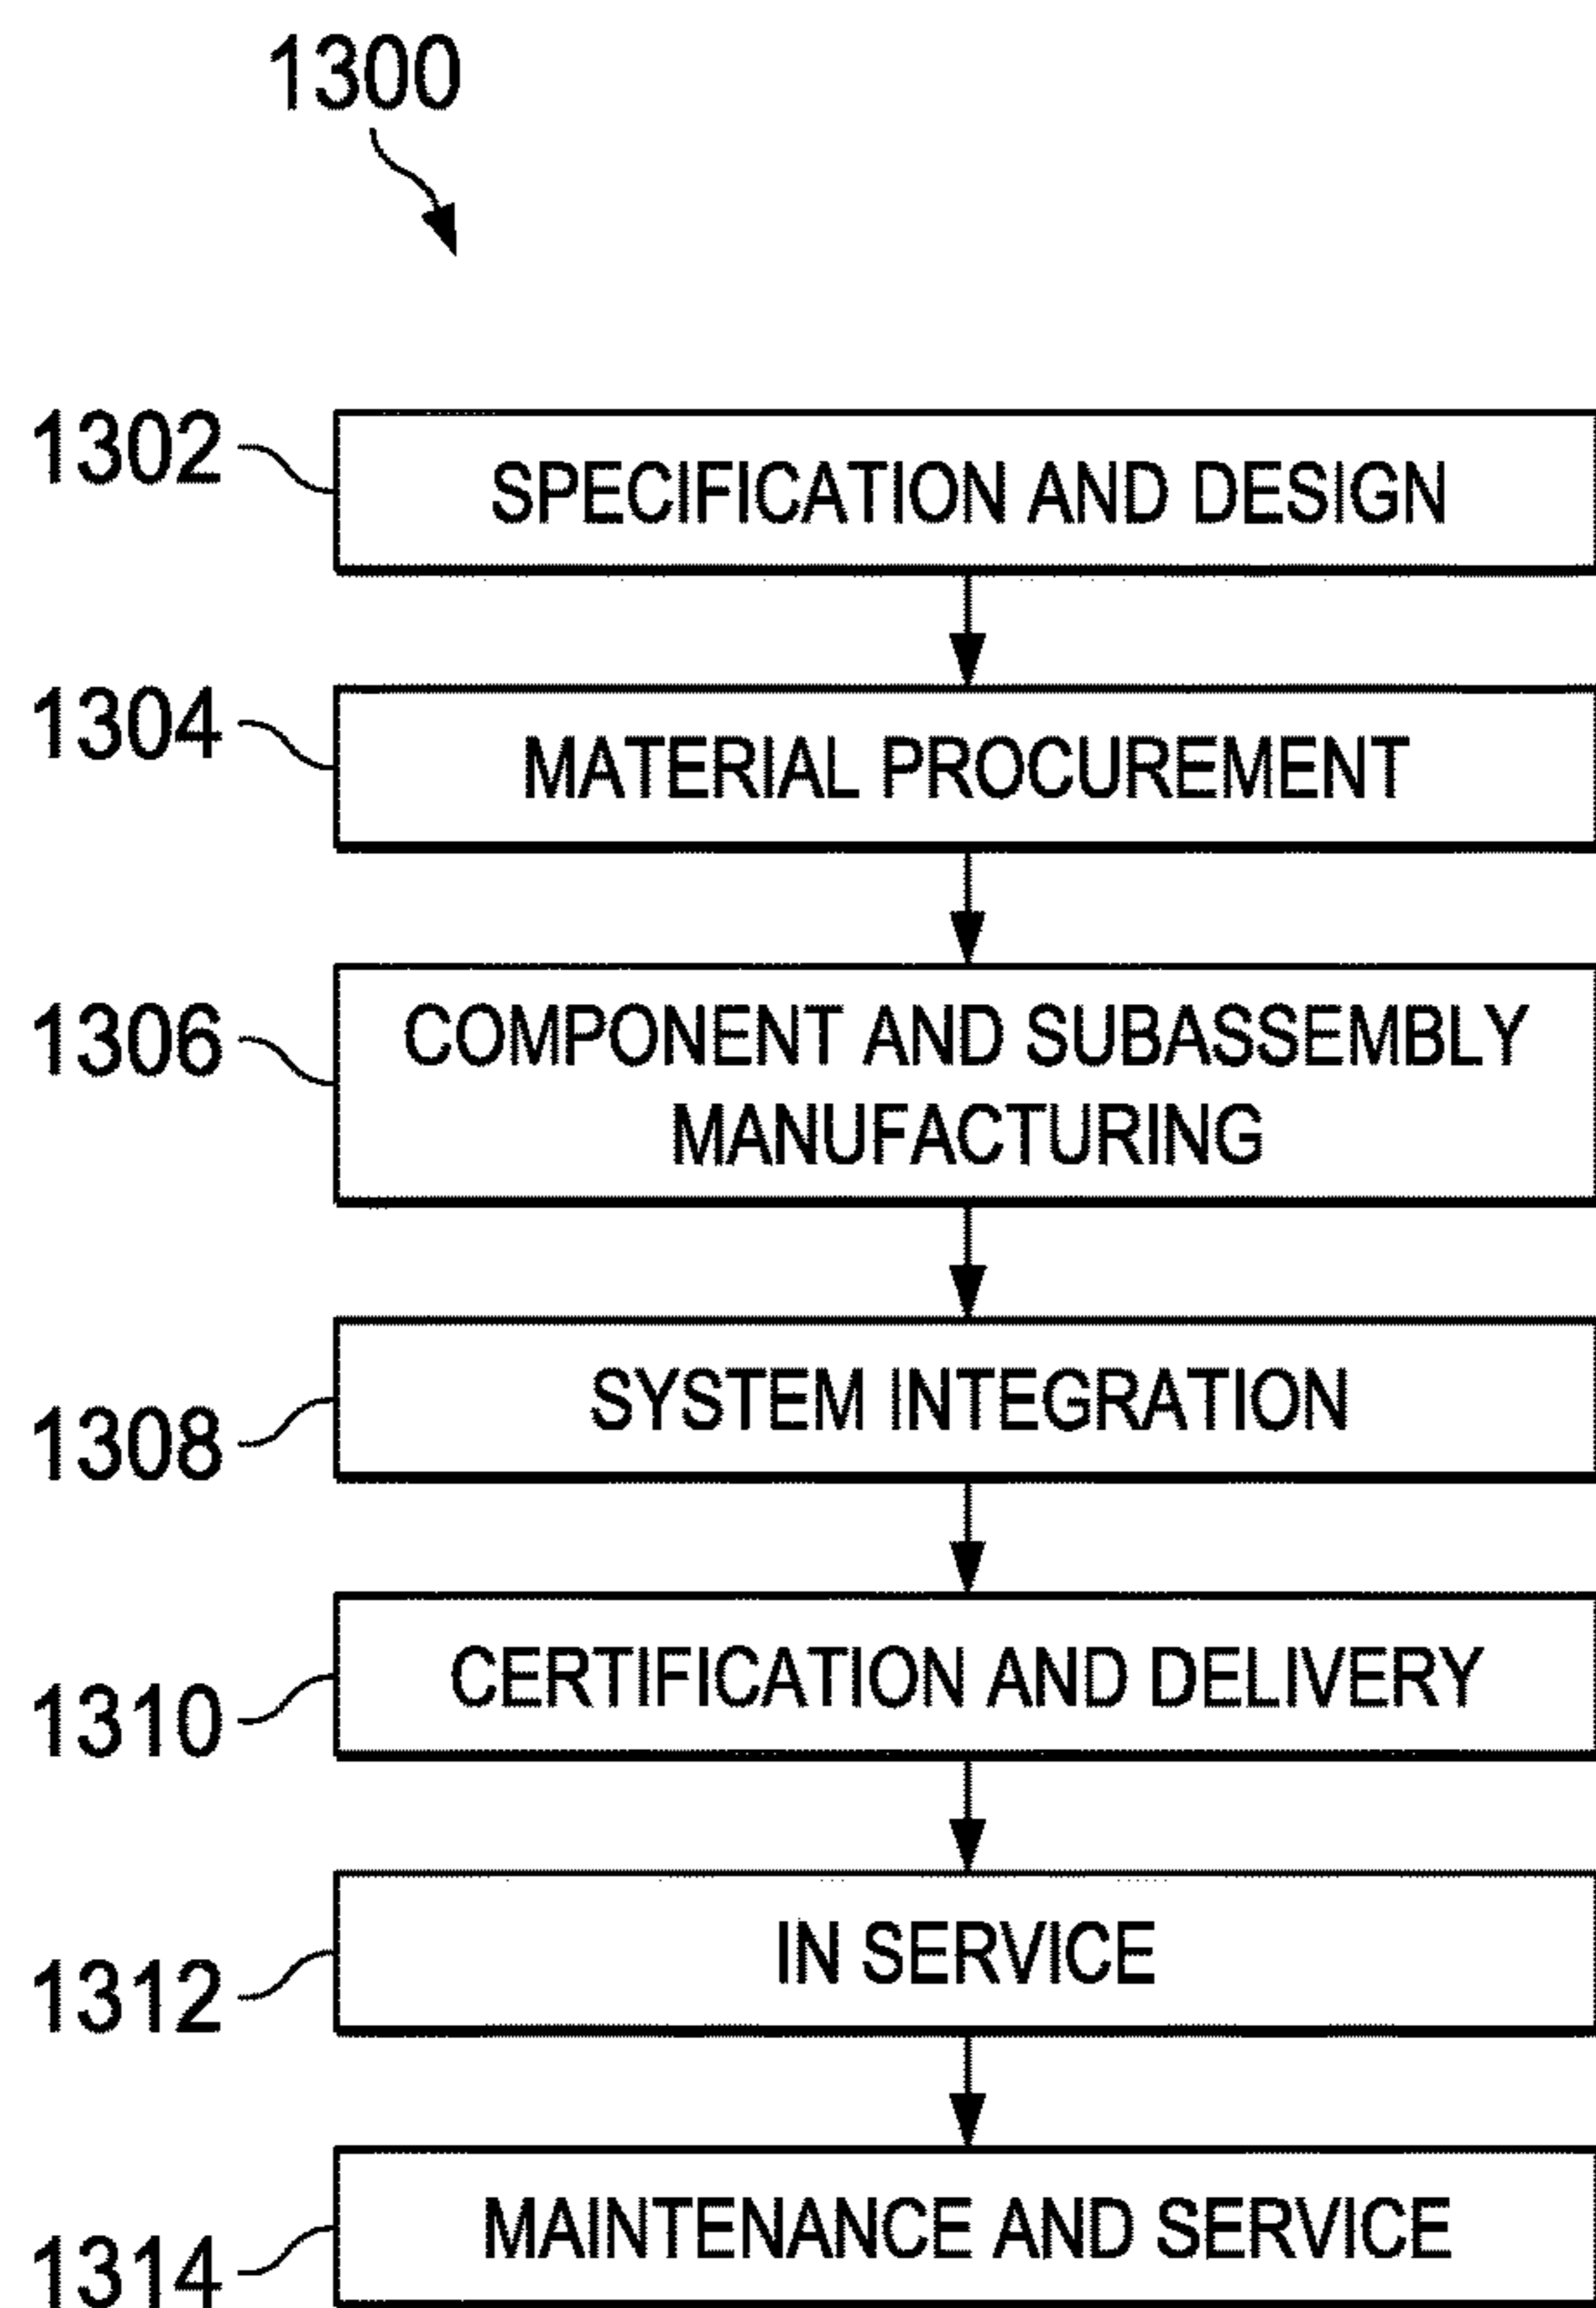 1300
1302
SPECIFICATION AND DESIGN
1304
MATERIAL PROCUREMENT
1306
COMPONENT AND SUBASSEMBLY
MANUFACTURING
1308
SYSTEM INTEGRATION
1310
CERTIFICATION AND DELIVERY
1312
IN SERVICE
1314
MAINTENANCE AND SERVICE